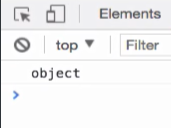 Elements
top ▼ Filter
object
>